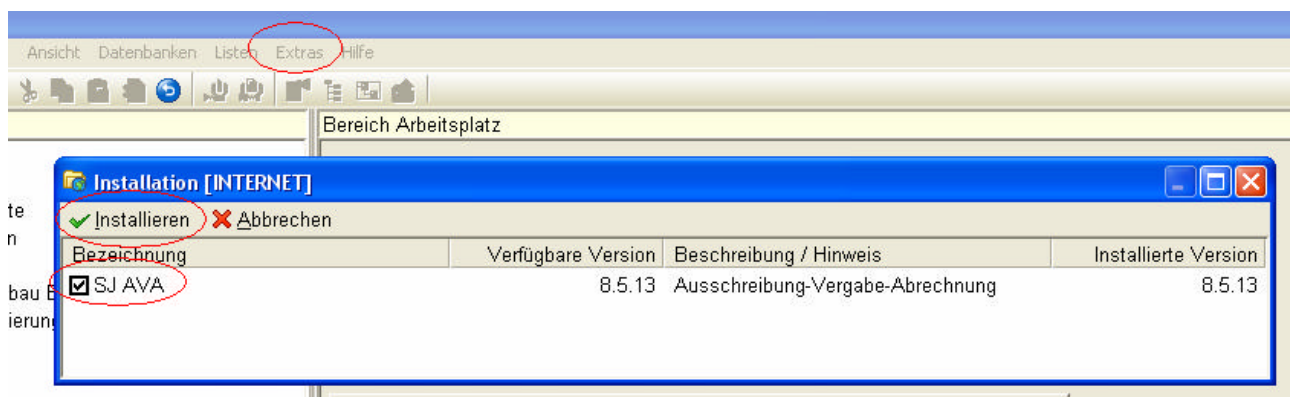 Ansicht Datenbanken Listen Extras Hilfe
Bereich Arbeitsplatz
Installation [INTERNET]
te
Installieren Abbrechen
n
Bezeichnung Verfügbare Version Beschreibung / Hinweis Installierte Version
SJ AVA 8.5.13 Ausschreibung-Vergabe-Abrechnung 8.5.13
bau
ierung